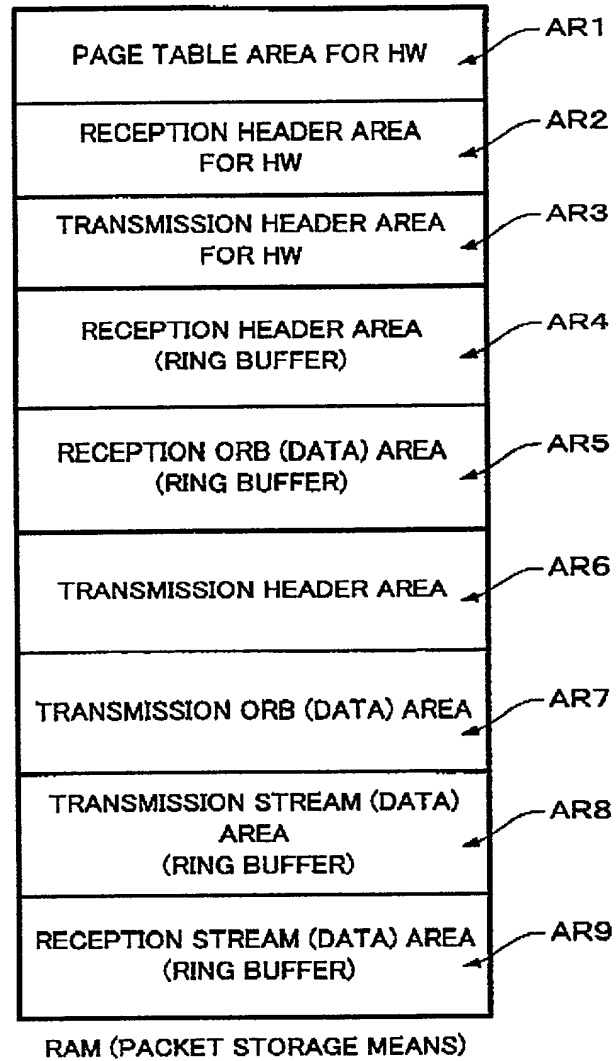 PAGE TABLE AREA FOR HW
AR1
RECEPTION HEADER AREA
FOR HW
AR2
TRANSMISSION HEADER AREA
FOR HW
AR3
RECEPTION HEADER AREA
(RING BUFFER)
AR4
RECEPTION ORB (DATA) AREA
(RING BUFFER)
AR5
TRANSMISSION HEADER AREA
AR6
TRANSMISSION ORB (DATA) AREA
AR7
TRANSMISSION STREAM (DATA)
AREA
(RING BUFFER)
AR8
RECEPTION STREAM (DATA) AREA
(RING BUFFER)
AR9
RAM (PACKET STORAGE MEANS)